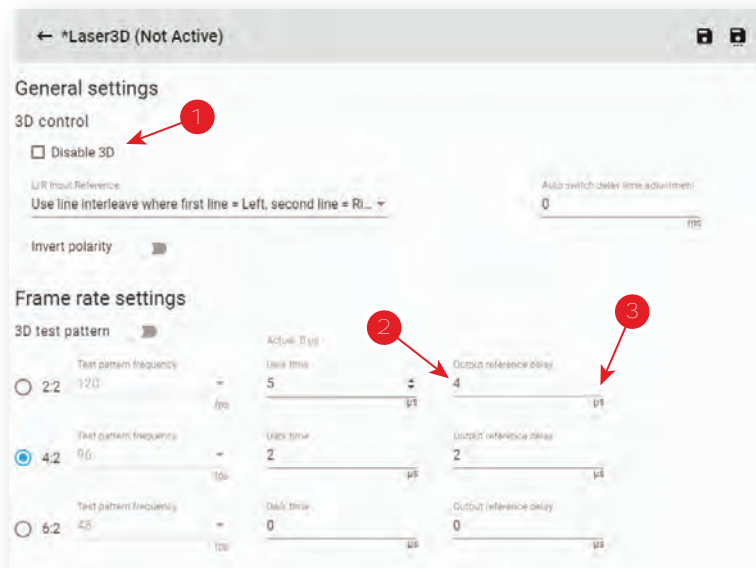 ← *Laser3D (Not Active)
General settings
1
3D control
Disable 3D
L/R Input Reference
Auto switch delay time adjustment
Use line interleave where first line = Left, second line = Ri...
0
ms
Invert polarity
Frame rate settings
3
2
3D test pattern
Actual: 0 µs
Test pattern frequency
Dark time
Output reference delay
2:2
120
5
4
fps
µs
µs
Test pattern frequency
Dark time
Output reference delay
4:2
96
2
2
fps
µs
µs
Test pattern frequency
Dark time
Output reference delay
6:2
48
0
0
fps
µs
µs